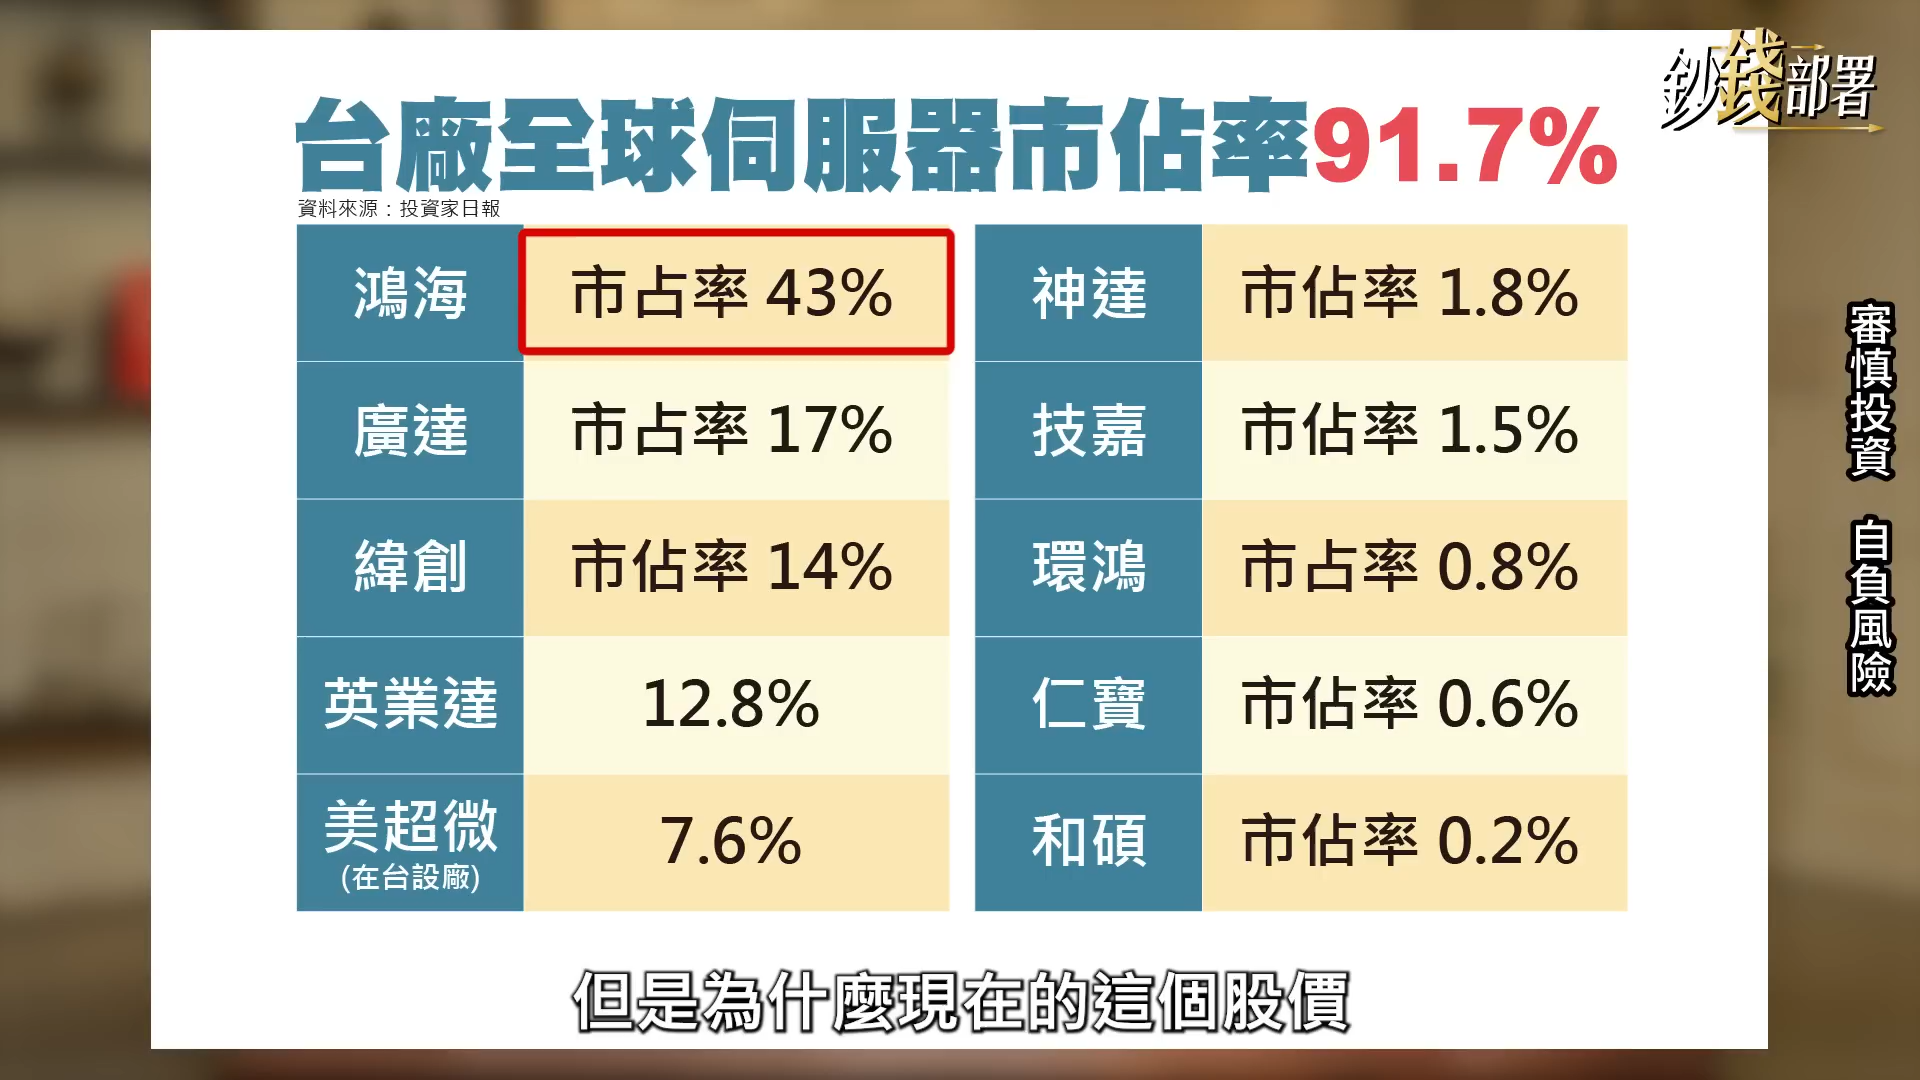 鈔錢部署
台廠全球伺服器市佔率91.7%
資料來源：投資家日報
鴻海 市占率 43%
廣達 市占率 17%
緯創 市佔率 14%
英業達 12.8%
美超微 7.6%
(在台設廠)
神達 市佔率 1.8%
技嘉 市佔率 1.5%
環鴻 市占率 0.8%
仁寶 市佔率 0.6%
和碩 市佔率 0.2%
審慎投資 自負風險
但是為什麼現在的這個股價